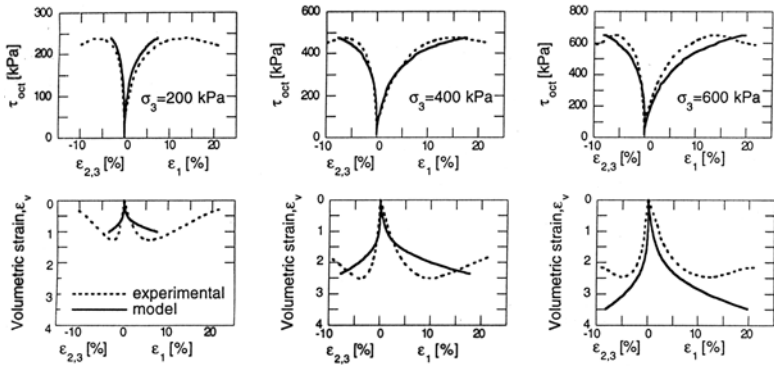 300
200
100
0
τoct [kPa]
σ3=200 kPa
-10 0 10 20
ε2,3 [%] ε1 [%]
600
400
200
0
τoct [kPa]
σ3=400 kPa
-10 0 10 20
ε2,3 [%] ε1 [%]
800
600
400
200
0
τoct [kPa]
σ3=600 kPa
-10 0 10 20
ε2,3 [%] ε1 [%]
0
1
2
3
4
Volumetric strain,εv
experimental
model
-10 0 10 20
ε2,3 [%] ε1 [%]
0
1
2
3
4
Volumetric strain,εv
-10 0 10 20
ε2,3 [%] ε1 [%]
0
1
2
3
4
Volumetric strain,εv
-10 0 10 20
ε2,3 [%] ε1 [%]